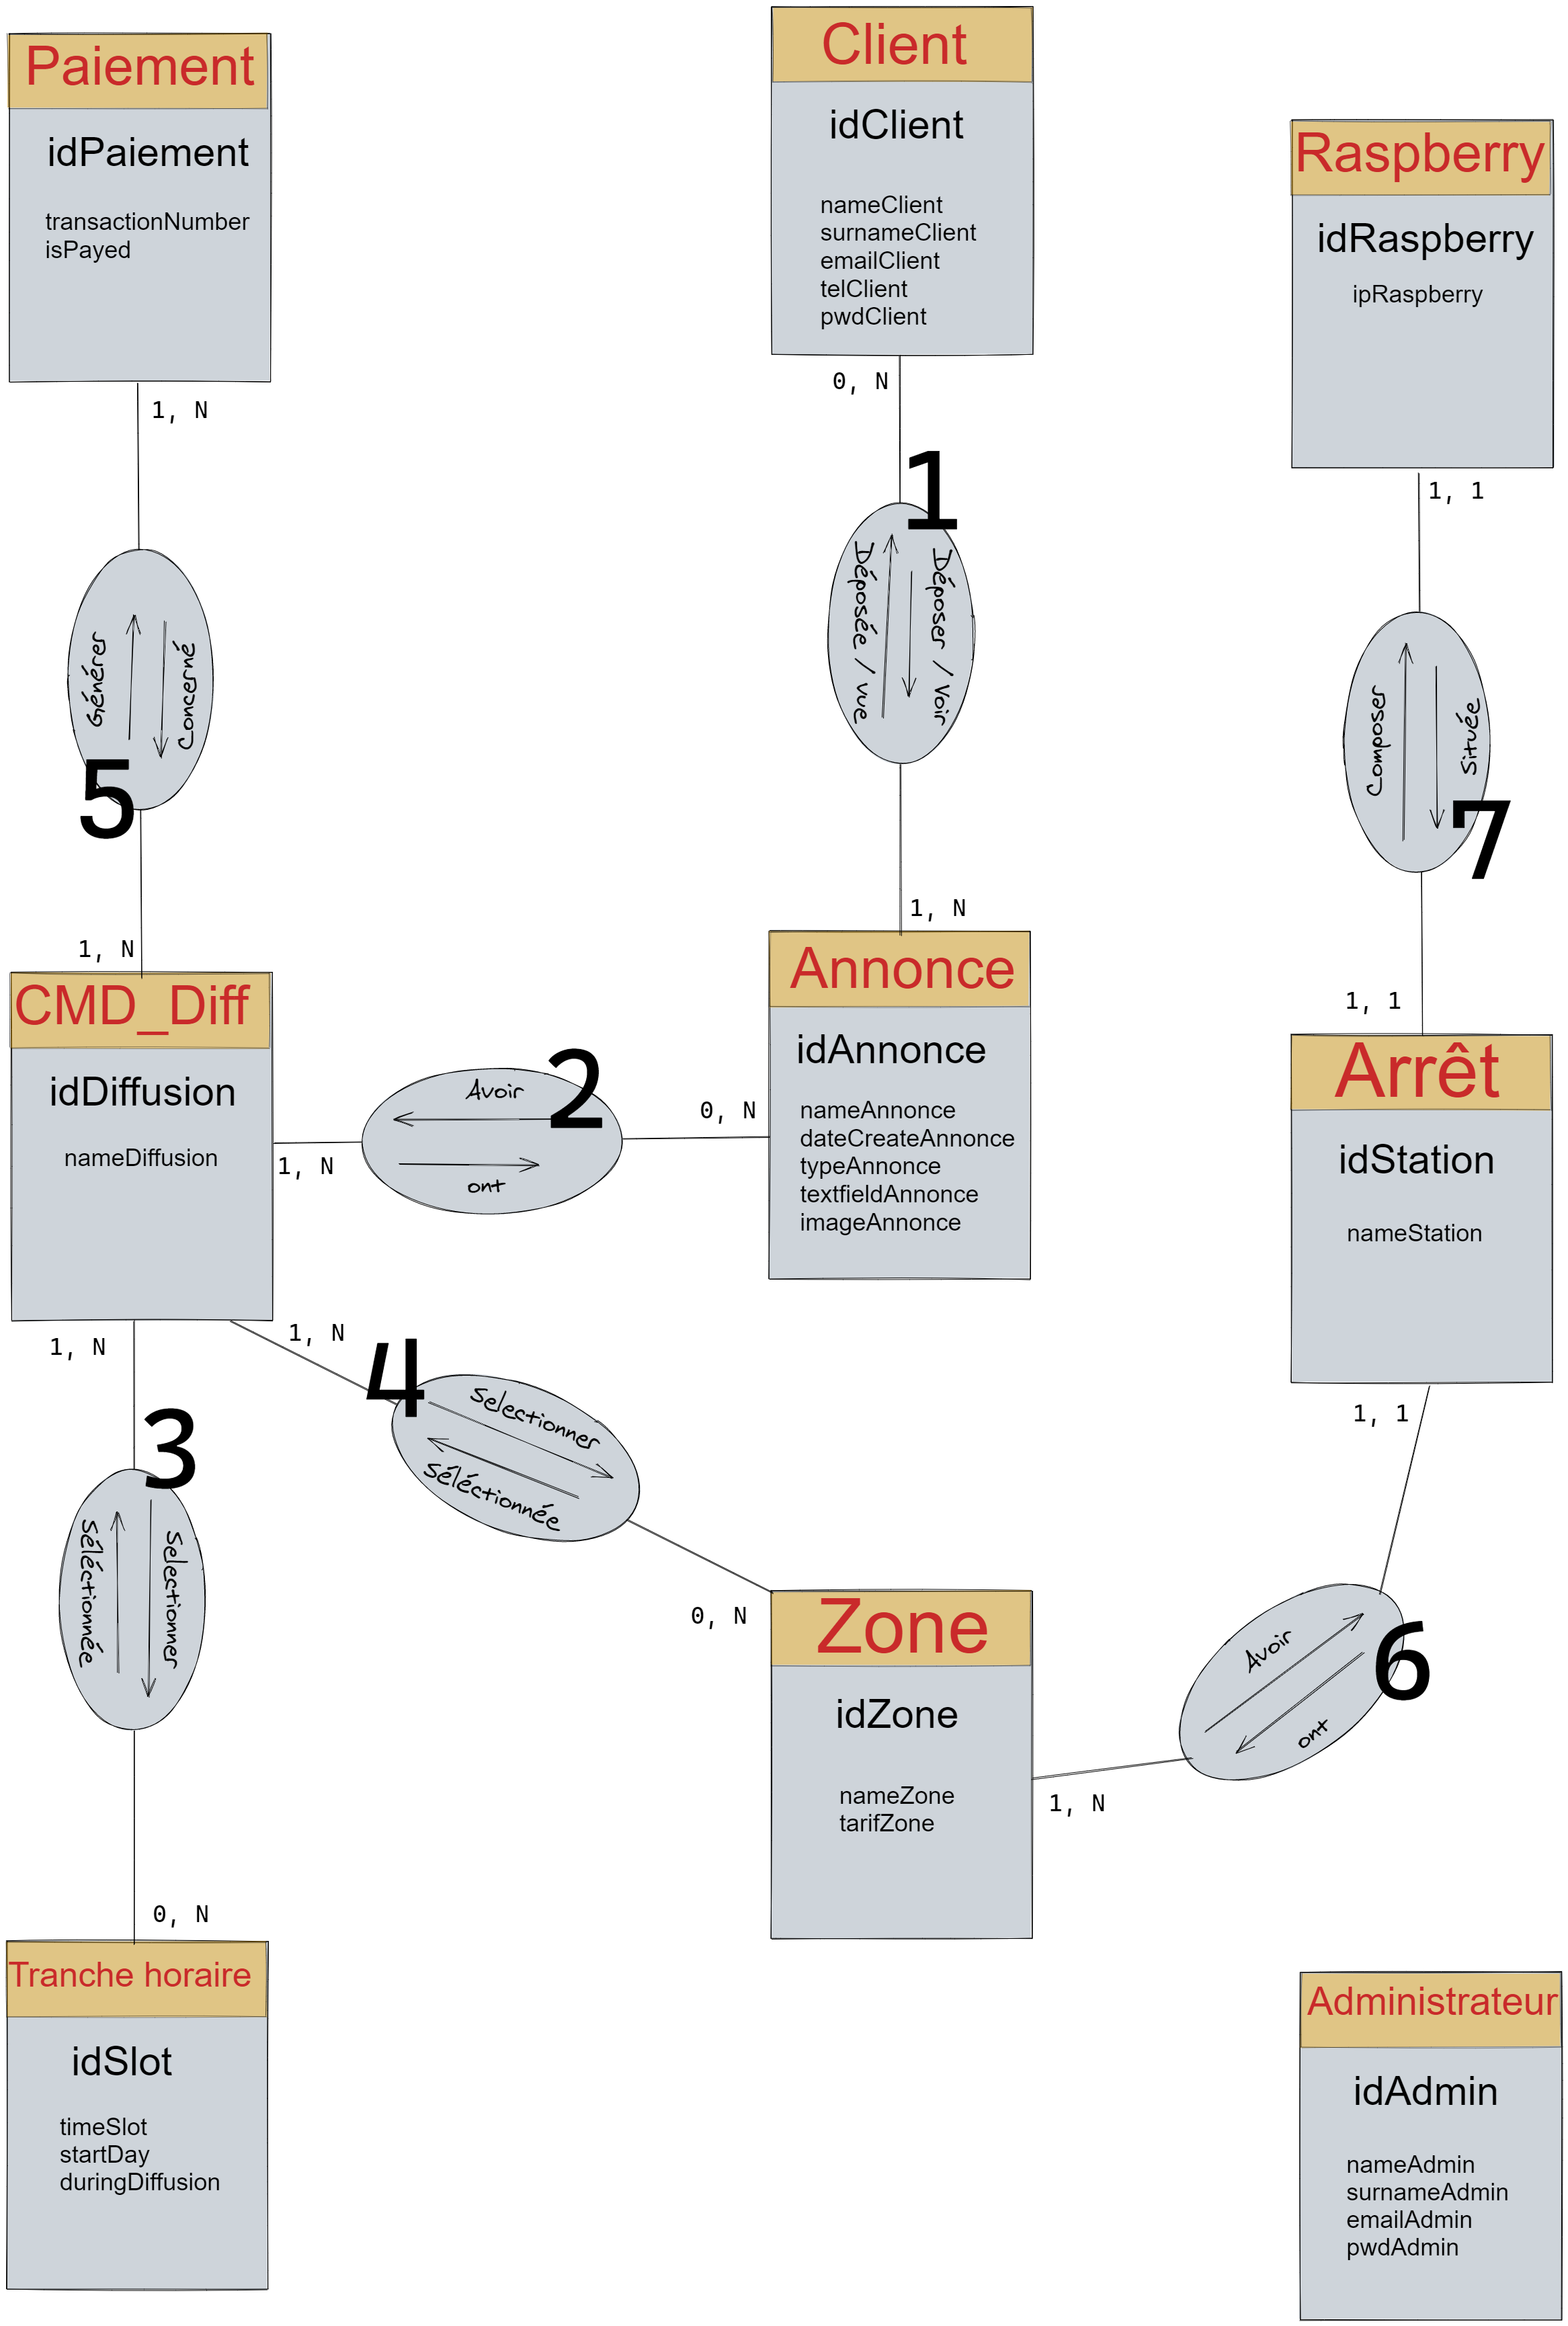 Paiement
idPaiement
transactionNumber
isPayed
1, N
Client
idClient
nameClient
surnameClient
emailClient
telClient
pwdClient
0, N
Raspberry
idRaspberry
ipRaspberry
1, 1
1
Déposée / vue
Déposer / Voir
Générer
Concerné
5
Composer
Située
7
1, N
1, N
1, 1
CMD_Diff
idDiffusion
nameDiffusion
1, N
Avoir
2
ont
0, N
Annonce
idAnnonce
nameAnnonce
dateCreateAnnonce
typeAnnonce
textfieldAnnonce
imageAnnonce
Arrêt
idStation
nameStation
1, 1
1, N
1, N
4
Selectionner
Séléctionnée
3
Séléctionnée
Selectionner
0, N
Zone
idZone
nameZone
tarifZone
1, N
Avoir
6
ont
0, N
Tranche horaire
idSlot
timeSlot
startDay
duringDiffusion
Administrateur
idAdmin
nameAdmin
surnameAdmin
emailAdmin
pwdAdmin